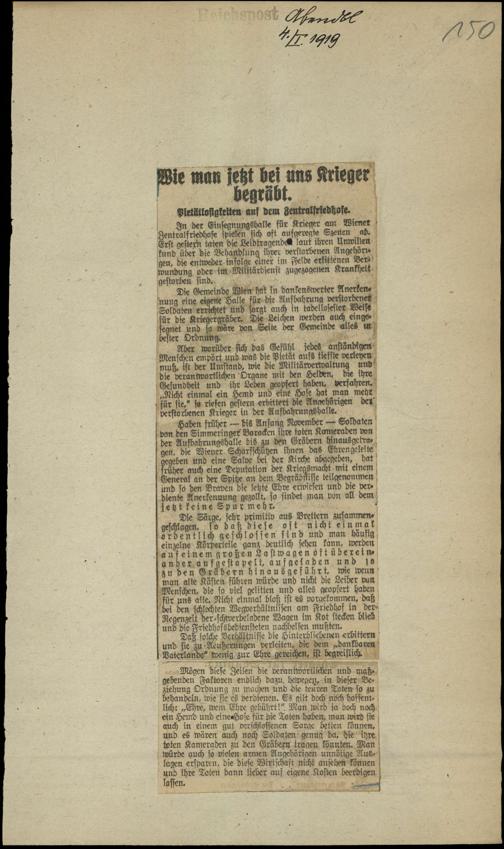 Reichspost
Abendbl
4./I. 1919
150
Wie man jetzt bei uns Krieger
begräbt.
Pietätlosigkeiten auf dem Zentralfriedhofe.
In der Einsegnungshalle für Krieger am Wiener
Zentralfriedhofe spielen sich oft aufgeregte Szenen ab.
Erst gestern taten die Leidtragenden laut ihren Unwillen
kund über die Behandlung ihrer verstorbenen Angehöri-
gen, die entweder infolge einer im Felde erlittenen Ver-
wundung oder im Militärdienst zugezogenen Krankheit
gestorben sind.
Die Gemeinde Wien hat in dankenswerter Anerken-
nung eine eigene Halle für die Aufbahrung verstorbener
Soldaten errichtet und sorgt auch in tadellosester Weise
für die Kriegergräber. Die Leichen werden auch einge-
segnet und so wäre von Seite der Gemeinde alles in
bester Ordnung.
Aber worüber sich das Gefühl jedes anständigen
Menschen empört und was die Pietät aufs tiefste verletzen
muß, ist der Umstand, wie die Militärverwaltung und
die verantwortlichen Organe mit den Helden, die ihre
Gesundheit und ihr Leben geopfert haben, verfahren.
„Nicht einmal ein Hemd und eine Hose hat man mehr
für sie,“ so riefen gestern erbittert die Angehörigen der
verstorbenen Krieger in der Aufbahrungshalle.
Haben früher — bis Anfang November — Soldaten
von den Simmeringer Baracken ihre toten Kameraden von
der Aufbahrungshalle bis zu den Gräbern hinausgetra-
gen, die Wiener Scharfschützen ihnen das Ehrengeleite
gegeben und eine Salve bei der Kirche abgegeben, hat
früher auch eine Deputation der Kriegsmacht mit einem
General an der Spitze an dem Begräbnisse teilgenommen
und so den Braven die letzte Ehre erwiesen und die ver-
diente Anerkennung gezollt, so findet man von all dem
jetzt keine Spur mehr.
Die Särge, sehr primitiv aus Brettern zusammen-
geschlagen, so daß diese oft nicht einmal
ordentlich geschlossen sind und man häufig
einzelne Körperteile ganz deutlich sehen kann, werden
auf einem großen Lastwagen oft überein-
ander aufgestapelt, aufgeladen und so
zu den Gräbern hinausgeführt, wie wenn
man alte Kästen führen würde und nicht die Leiber von
Menschen, die so viel gelitten und alles geopfert haben
für uns alle. Nicht einmal bloß ist es vorgekommen, daß
bei den schlechten Wegverhältnissen am Friedhof in der
Regenzeit der schwerbeladene Wagen im Kot stecken blieb
und die Friedhofsbediensteten nachhelfen mußten.
Daß solche Verhältnisse die Hinterbliebenen erbittern
und sie zu Aeußerungen verleiten, die dem „dankbaren
Vaterlande“ wenig zur Ehre gereichen, ist begreiflich.
Mögen diese Zeilen die verantwortlichen und maß-
gebenden Faktoren endlich dazu bewegen, in dieser Be-
ziehung Ordnung zu machen und die teuren Toten so zu
behandeln, wie sie es verdienen. Es gilt doch noch hoffent-
lich: „Ehre, wem Ehre gebührt!“ Man wird ja doch noch
ein Hemd und eine Hose für die Toten haben, man wird sie
auch in einem gut verschlossenen Sarge betten können,
und es wären auch noch Soldaten genug da, die ihre
toten Kameraden zu den Gräbern tragen könnten. Man
würde auch so vielen armen Angehörigen unnötige Aus-
lagen ersparen, die diese Wirtschaft nicht ansehen können
und ihre Toten dann lieber auf eigene Kosten beerdigen
lassen.